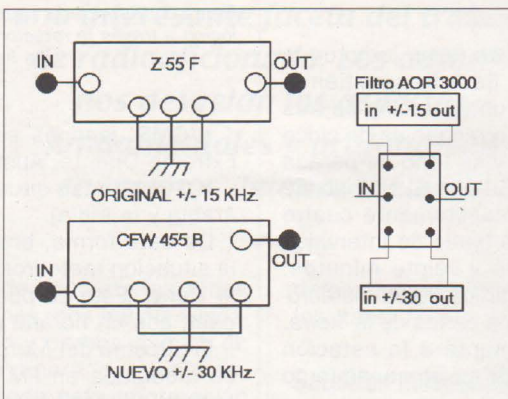 Z 55 F
IN
OUT
ORIGINAL +/- 15 KHz.
CFW 455
IN
OUT
NUEVO +/- 30 KHz.
Filtro AOR 3000
in +/-15 out
IN
OUT
in +/-30 out